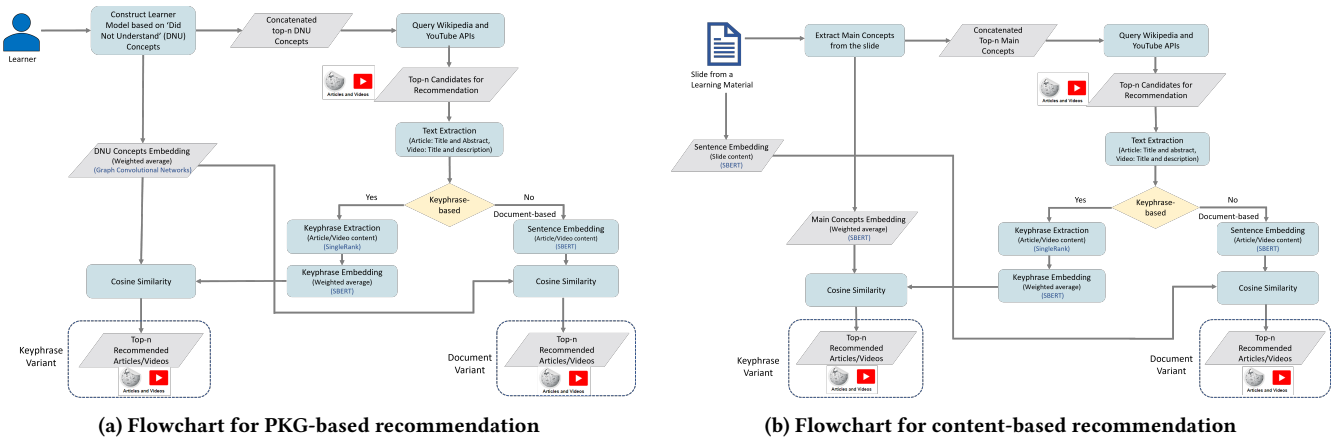 Construct Learner
Model based on ‘Did
Not Understand’ (DNU)
Concepts
Learner
Concatenated
top-n DNU
Concepts
Query Wikipedia and
YouTube APIs
Articles and Videos
Top-n Candidates for
Recommendation
Text Extraction
(Article: Title and Abstract,
Video: Title and description)
DNU Concepts Embedding
(Weighted average)
(Graph Convolutional Networks)
Yes
Keyphrase-
based
No
Document-based
Keyphrase Extraction
(Article/Video content)
(SingleRank)
Sentence Embedding
(Article/Video content)
(SBERT)
Keyphrase Embedding
(Weighted average)
(SBERT)
Cosine Similarity
Cosine Similarity
Keyphrase
Variant
Top-n
Recommended
Articles/Videos
Articles and Videos
Document
Variant
Top-n
Recommended
Articles/Videos
Articles and Videos
(a) Flowchart for PKG-based recommendation
Slide from a
Learning Material
Extract Main Concepts
from the slide
Concatenated
Top-n Main
Concepts
Query Wikipedia and
YouTube APIs
Articles and Videos
Top-n Candidates for
Recommendation
Text Extraction
(Article: Title and abstract,
Video: Title and description)
Sentence Embedding
(Slide content)
(SBERT)
Yes
Keyphrase-
based
No
Document-based
Main Concepts Embedding
(Weighted average)
(SBERT)
Keyphrase Extraction
(Article/Video content)
(SingleRank)
Sentence Embedding
(Article/Video content)
(SBERT)
Keyphrase Embedding
(Weighted average)
(SBERT)
Cosine Similarity
Cosine Similarity
Keyphrase
Variant
Top-n
Recommended
Articles/Videos
Articles and Videos
Document
Variant
Top-n
Recommended
Articles/Videos
Articles and Videos
(b) Flowchart for content-based recommendation